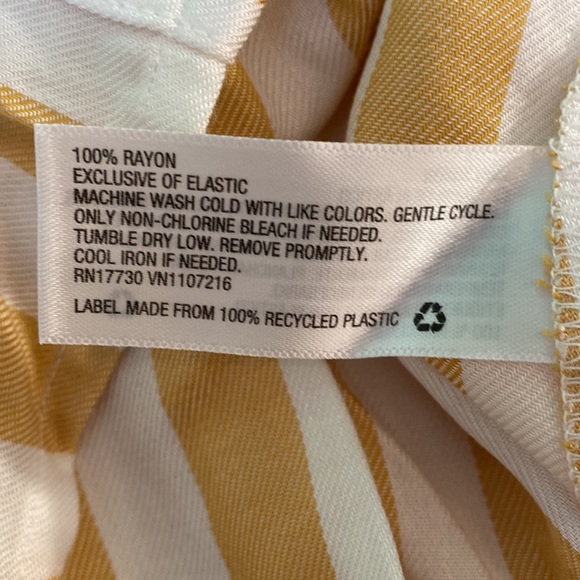 100% RAYON
EXCLUSIVE OF ELASTIC
MACHINE WASH COLD WITH LIKE COLORS. GENTLE CYCLE.
ONLY NON-CHLORINE BLEACH IF NEEDED.
TUMBLE DRY LOW. REMOVE PROMPTLY.
COOL IRON IF NEEDED.
RN17730 VN1107216
LABEL MADE FROM 100% RECYCLED PLASTIC